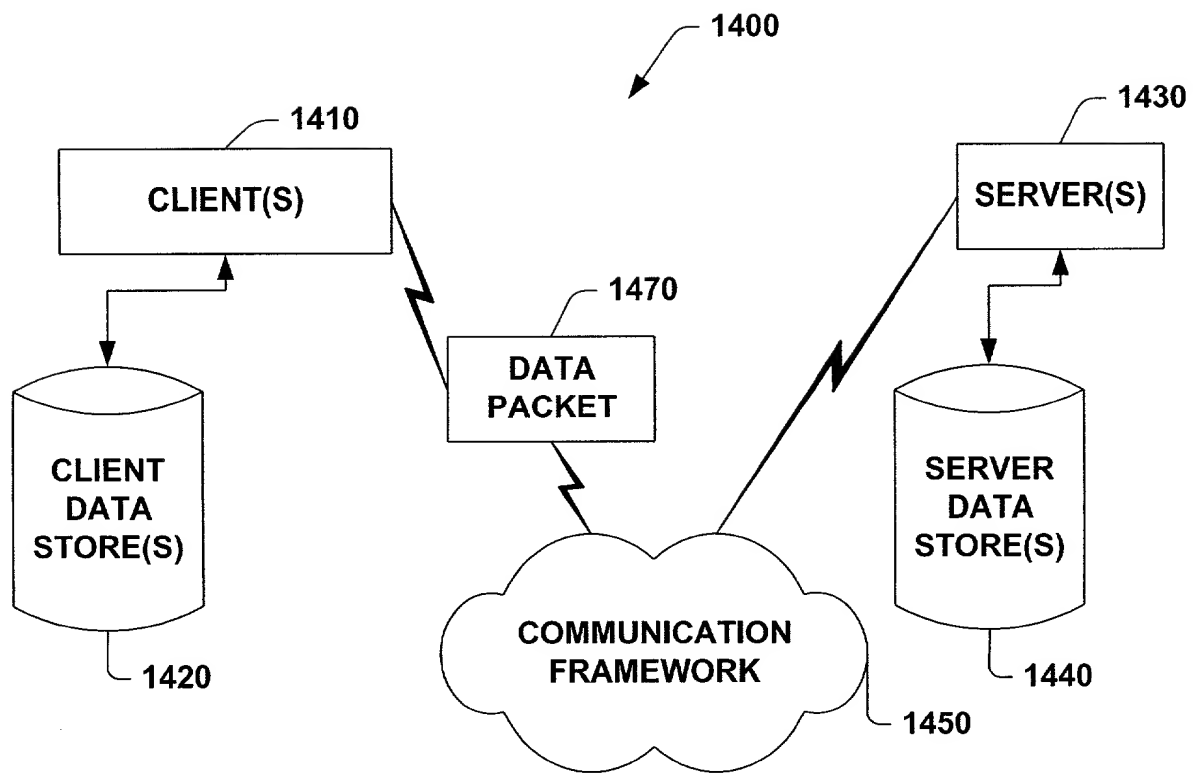 1400
1410
1430
CLIENT(S)
SERVER(S)
1470
DATA
PACKET
CLIENT
DATA
STORE(S)
SERVER
DATA
STORE(S)
COMMUNICATION
FRAMEWORK
1420
1440
1450